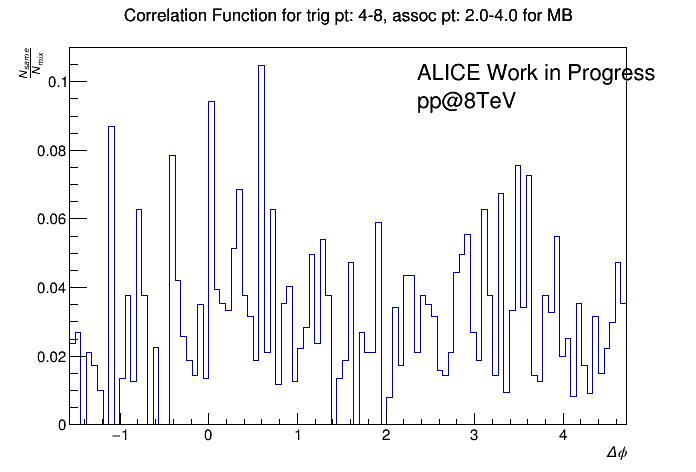 Correlation Function for trig pt: 4-8, assoc pt: 2.0-4.0 for MB
N_same
N_mix
ALICE Work in Progress
pp@8TeV
0.1
0.08
0.06
0.04
0.02
0
−1 0 1 2 3 4
Δϕ